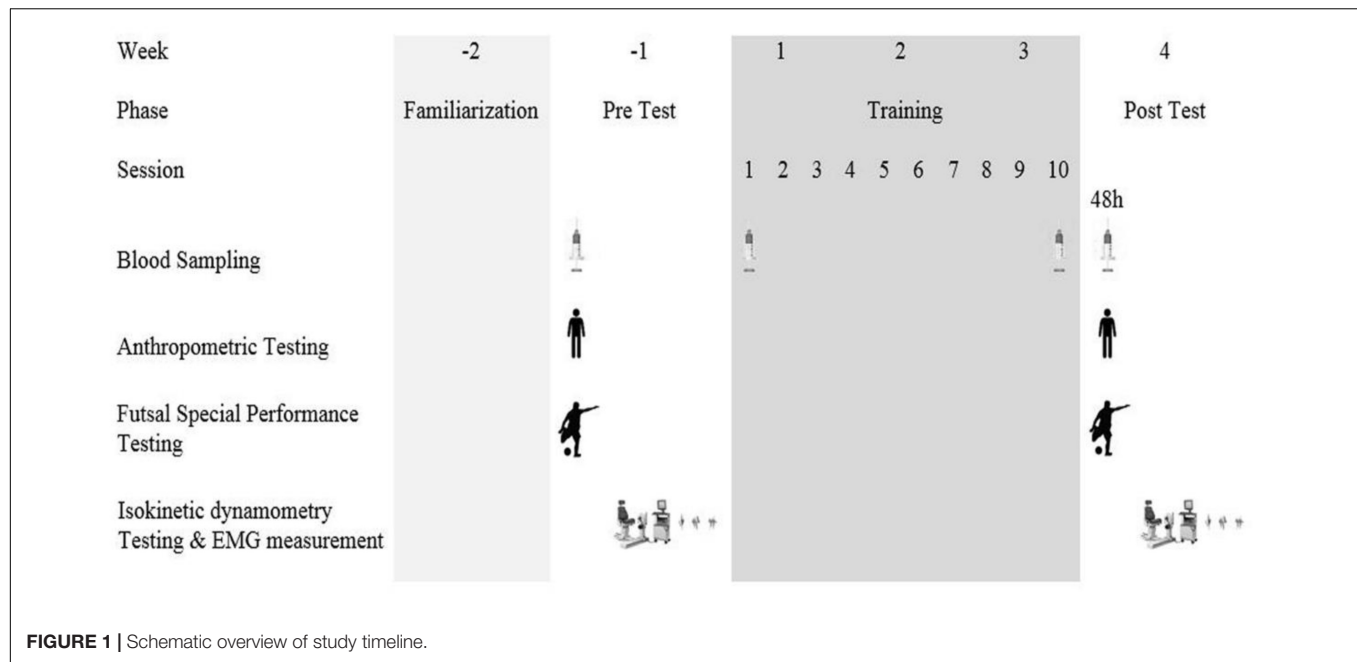 Week -2 -1 1 2 3 4
Phase Familiarization Pre Test Training Post Test
Session 1 2 3 4 5 6 7 8 9 10
48h
Blood Sampling
Anthropometric Testing
Futsal Special Performance
Testing
Isokinetic dynamometry
Testing & EMG measurement
FIGURE 1 | Schematic overview of study timeline.